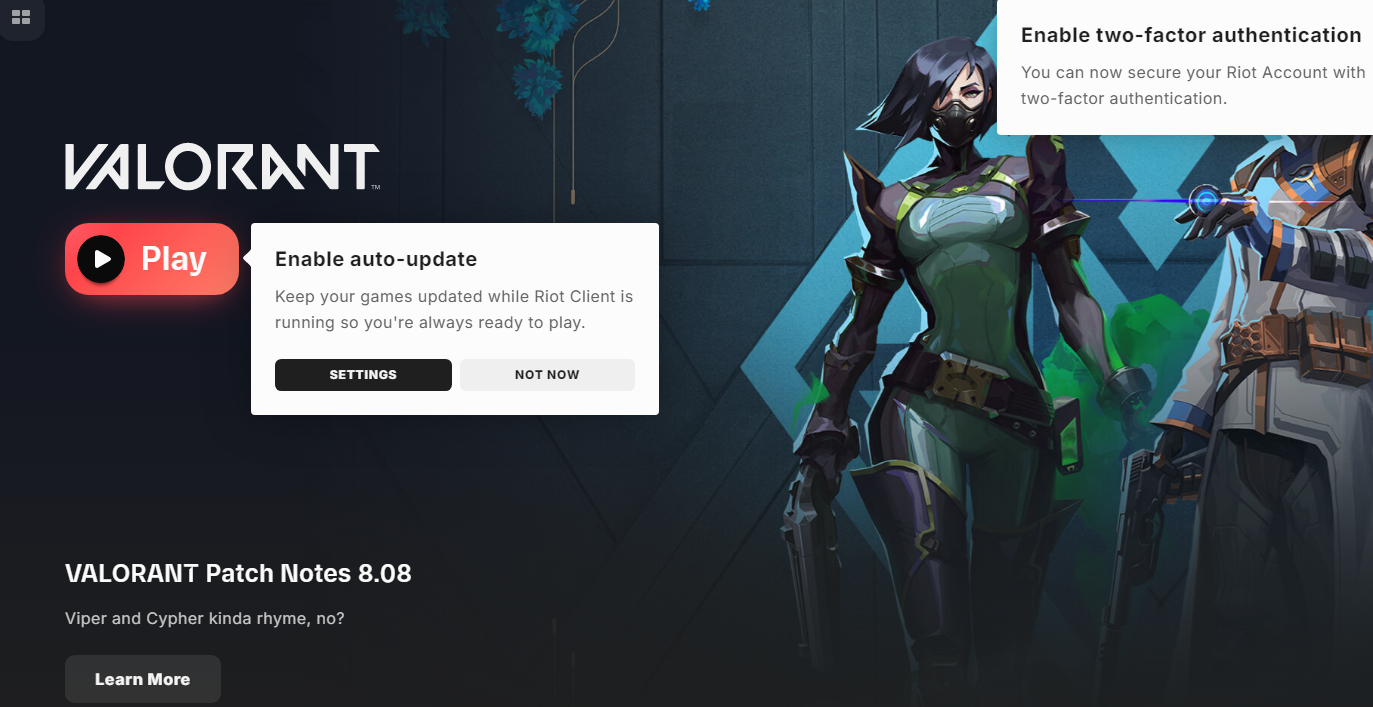 Enable two-factor authentication
You can now secure your Riot Account with
two-factor authentication.
VALORANT™
Play
Enable auto-update
Keep your games updated while Riot Client is
running so you're always ready to play.
SETTINGS
NOT NOW
VALORANT Patch Notes 8.08
Viper and Cypher kinda rhyme, no?
Learn More